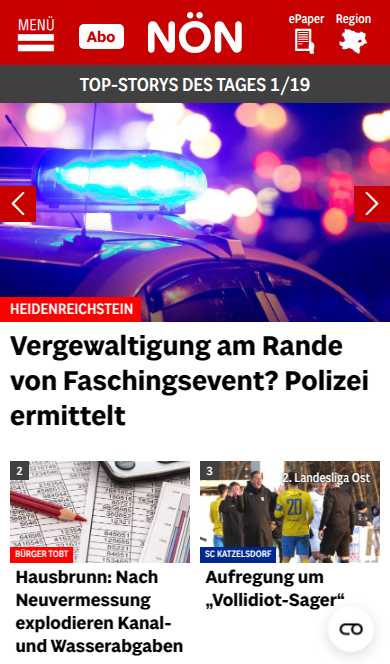 MENÜ
Abo
NÖN
ePaper
Region
TOP-STORYS DES TAGES 1/19
HEIDENREICHSTEIN
Vergewaltigung am Rande
von Faschingsevent? Polizei
ermittelt
2
BÜRGER TOBT
Hausbrunn: Nach
Neuvermessung
explodieren Kanal-
und Wasserabgaben
3
2. Landesliga Ost
20
SC KATZELSDORF
Aufregung um
„Vollidiot-Sager“